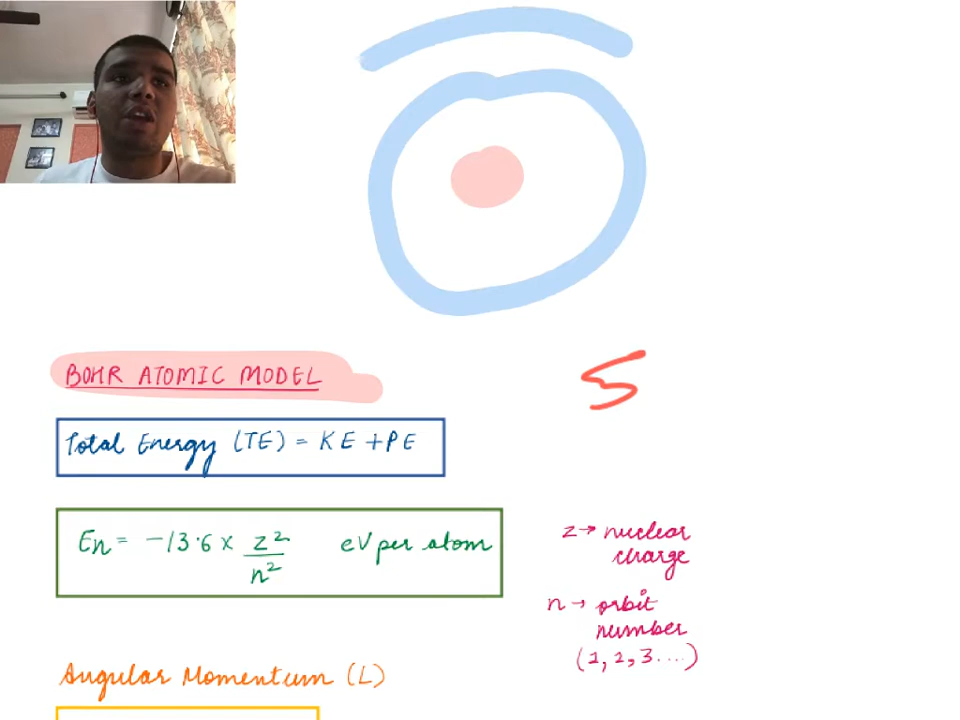 5
BOHR ATOMIC MODEL
Total Energy (TE) = KE + PE
En = -13.6 × z²/n² eV per atom
z → nuclear
charge
n → orbit
number
(1, 2, 3....)
Angular Momentum (L)